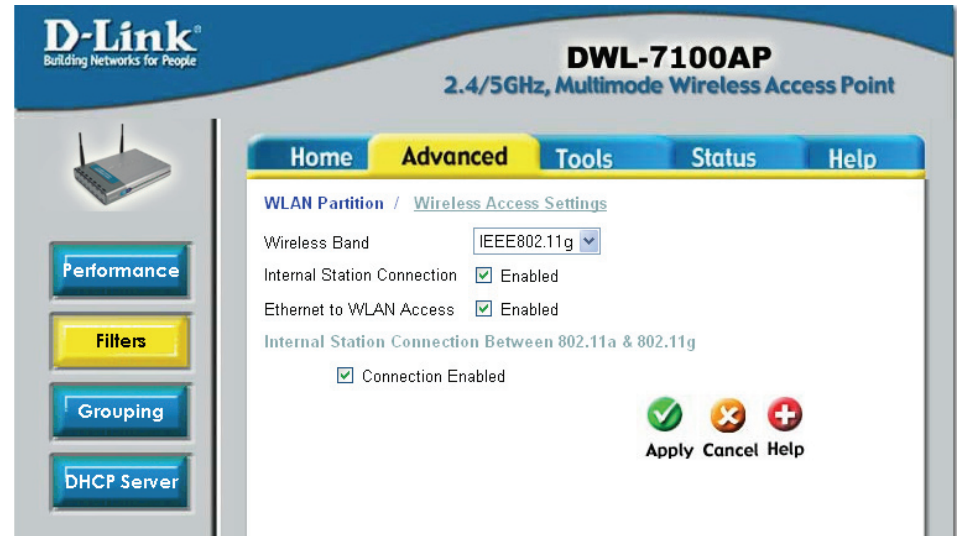 D-Link®
Building Networks for People
DWL-7100AP
2.4/5GHz, Multimode Wireless Access Point
Home Advanced Tools Status Help
WLAN Partition / Wireless Access Settings
Wireless Band IEEE802.11g
Internal Station Connection Enabled
Ethernet to WLAN Access Enabled
Internal Station Connection Between 802.11a & 802.11g
Connection Enabled
Apply Cancel Help
Performance
Filters
Grouping
DHCP Server